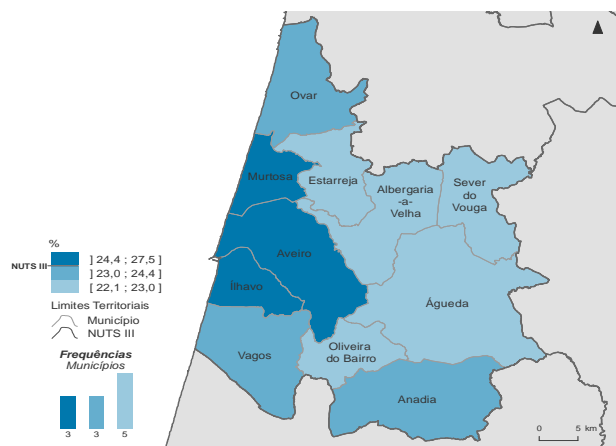 Ovar
Murtosa
Estarreja
Albergaria
-a-
Velha
Sever
do
Vouga
Aveiro
Ílhavo
Águeda
Vagos
Oliveira
do Bairro
Anadia
%
NUTS III
] 24,4 ; 27,5 ]
] 23,0 ; 24,4 ]
[ 22,1 ; 23,0 ]
Limites Territoriais
Município
NUTS III
Frequências
Municípios
3 3 5
0 5 km